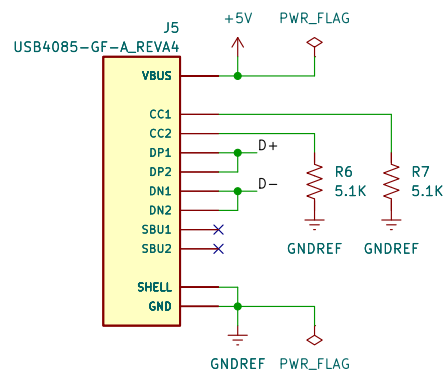 +5V PWR_FLAG
J5
USB4085-GF-A_REVA4
VBUS
CC1
CC2
DP1 D+
DP2
DN1 D-
DN2
SBU1
SBU2
R6 R7
5.1K 5.1K
GNDREF GNDREF
SHELL
GND
GNDREF PWR_FLAG